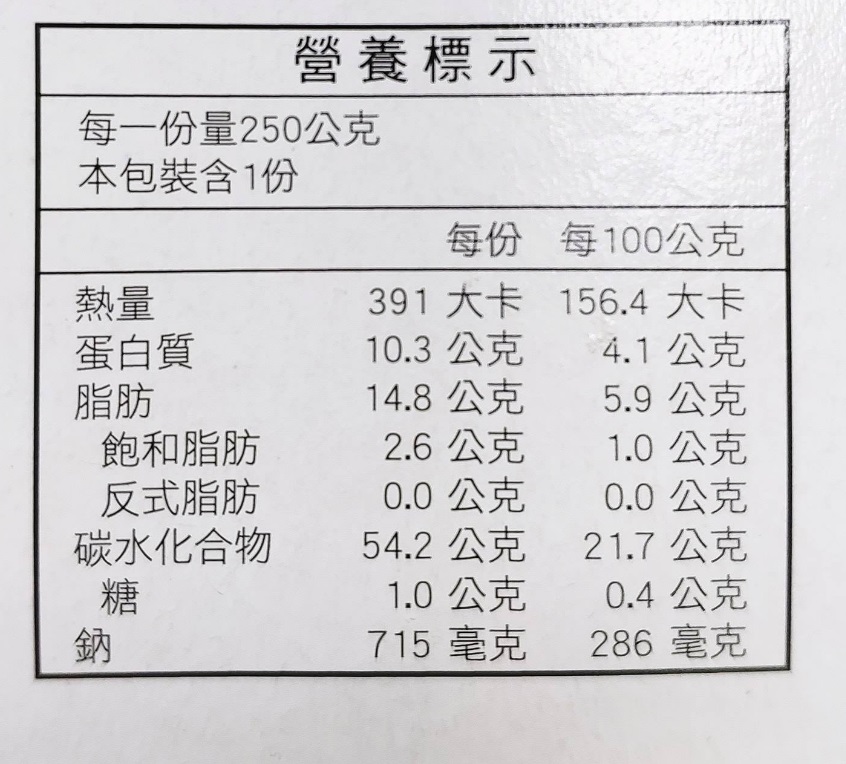 營養標示
每一份量250公克
本包裝含1份
每份 每100公克
熱量 391 大卡 156.4 大卡
蛋白質 10.3 公克 4.1 公克
脂肪 14.8 公克 5.9 公克
飽和脂肪 2.6 公克 1.0 公克
反式脂肪 0.0 公克 0.0 公克
碳水化合物 54.2 公克 21.7 公克
糖 1.0 公克 0.4 公克
鈉 715 毫克 286 毫克